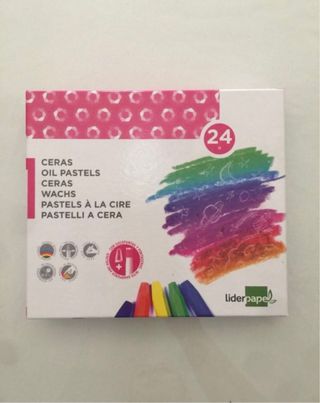 24
CERAS
OIL PASTELS
CERAS
WACHS
PASTELS À LA CIRE
PASTELLI A CERA
liderpapel